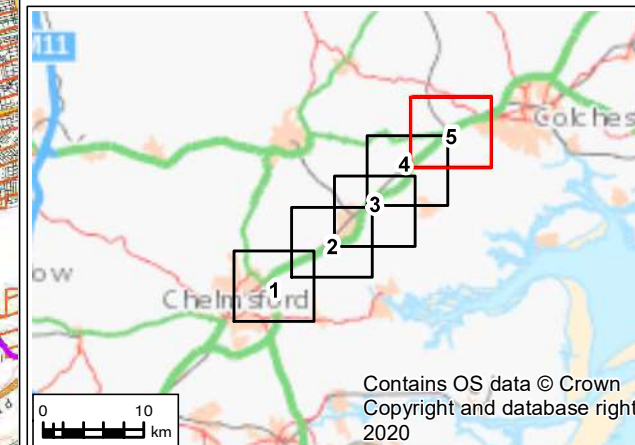 M11
Colches
5
4
3
2
1
ow
Chelmsford
0 10
km
Contains OS data © Crown
Copyright and database right
2020